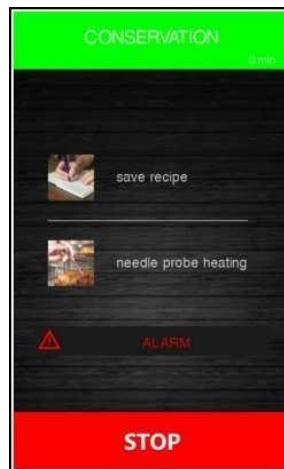 CONSERVATION
0 min
save recipe
needle probe heating
ALARM
STOP